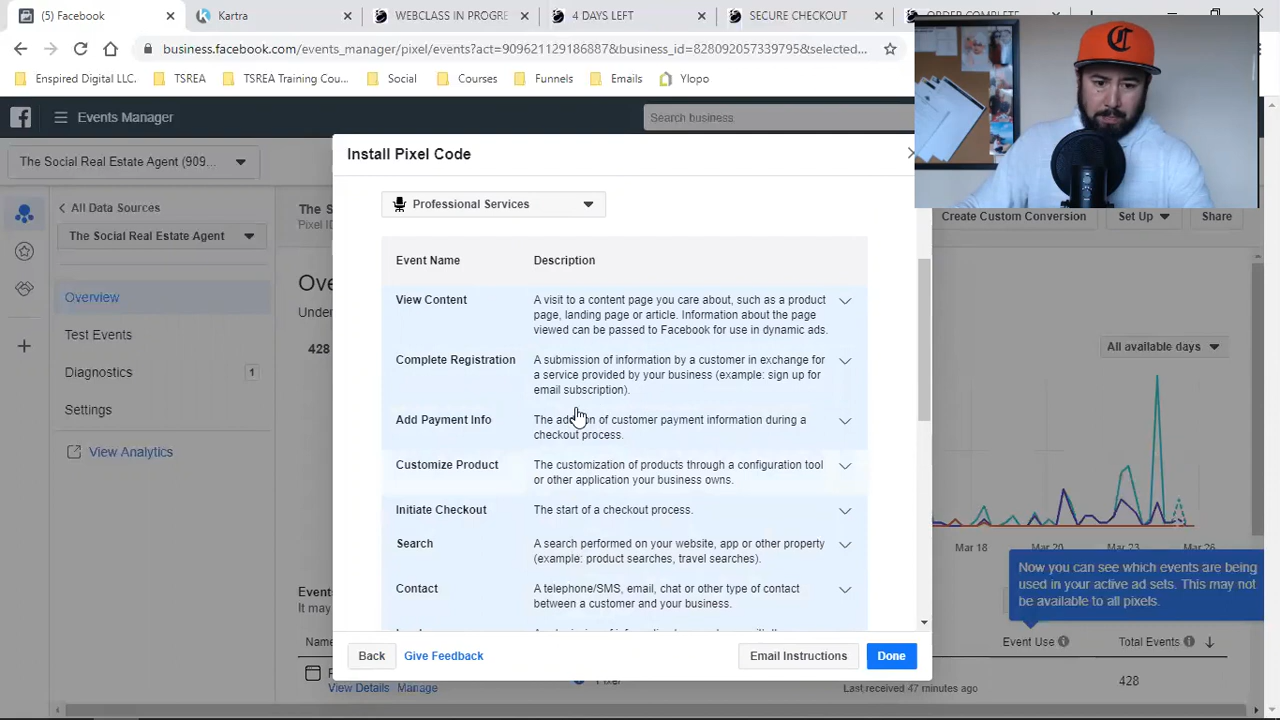 (5) Facebook
Kartra
WEBCLASS IN PROGRE
4 DAYS LEFT
SECURE CHECKOUT
ORDER COMPLETE
business.facebook.com/events_manager/pixel/events?act=909621129186887&business_id=828092057339795&selected...
Enspired Digital LLC.
TSREA
TSREA Training Cou...
Social
Courses
Funnels
Emails
Ylopo
Events Manager
Search business
The Social Real Estate Agent (909...
All Data Sources
The Social Real Estate Agent
Overview
Test Events
Diagnostics
1
Settings
View Analytics
The S
Pixel ID
Create Custom Conversion
Set Up
Share
Under
428
All available days
Mar 18
Mar 23
Mar 26
Install Pixel Code
Professional Services
Event Name
Description
View Content
A visit to a content page you care about, such as a product
page, landing page or article. Information about the page
viewed can be passed to Facebook for use in dynamic ads.
Complete Registration
A submission of information by a customer in exchange for
a service provided by your business (example: sign up for
email subscription).
Add Payment Info
The addition of customer payment information during a
checkout process.
Customize Product
The customization of products through a configuration tool
or other application your business owns.
Initiate Checkout
The start of a checkout process.
Search
A search performed on your website, app or other property
(example: product searches, travel searches).
Contact
A telephone/SMS, email, chat or other type of contact
between a customer and your business.
Back
Give Feedback
Email Instructions
Done
Now you can see which events are being
used in your active ad sets. This may not
be available to all pixels.
It may
Event Use
Total Events
View Details
Manage
Pixel
Last received 47 minutes ago
428